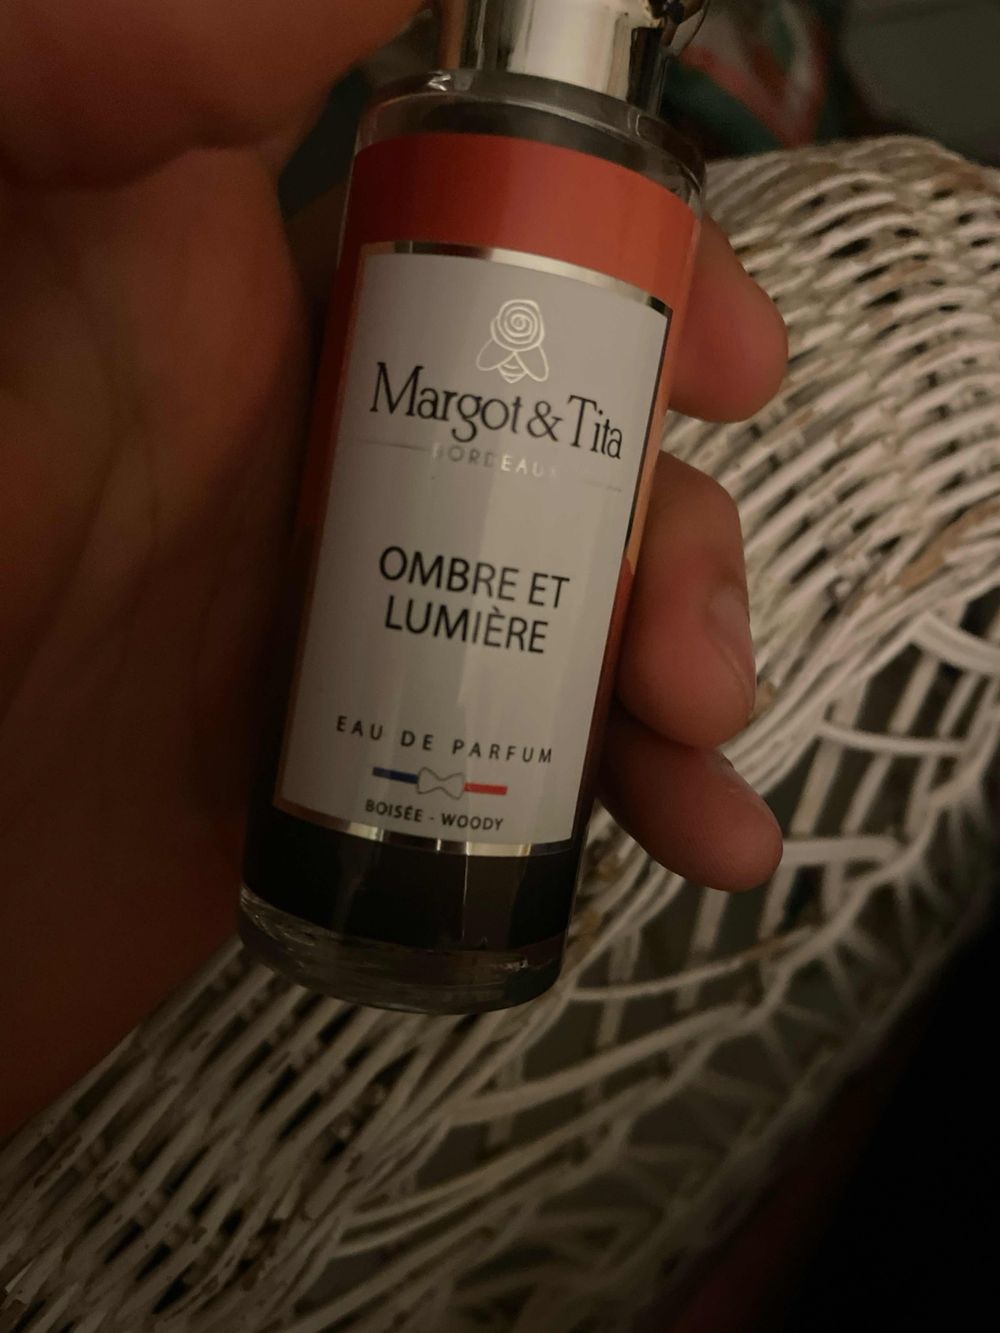 Margot & Tita
BORDEAUX
OMBRE ET
LUMIÈRE
EAU DE PARFUM
BOISÉE - WOODY